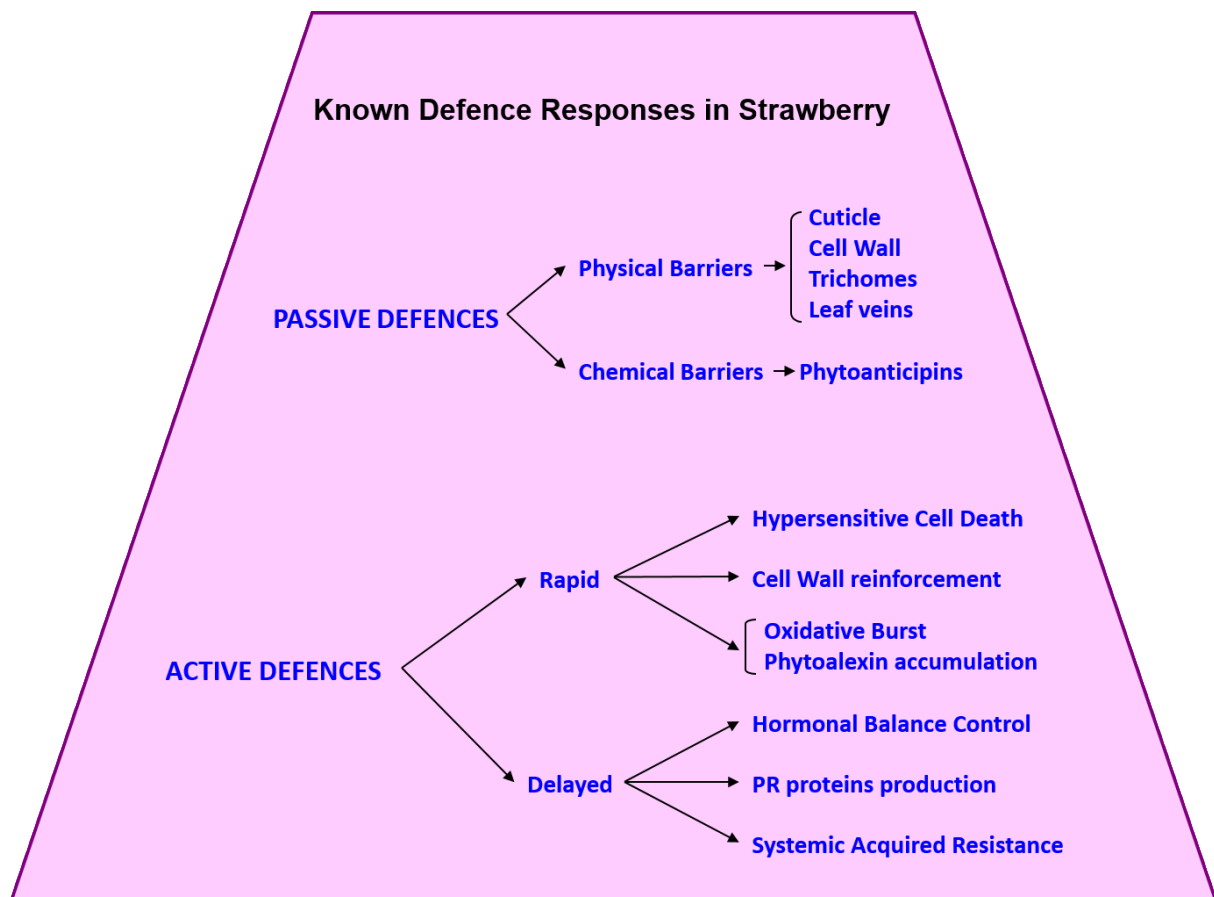 Known Defence Responses in Strawberry
PASSIVE DEFENCES
Physical Barriers
Cuticle
Cell Wall
Trichomes
Leaf veins
Chemical Barriers
Phytoanticipins
ACTIVE DEFENCES
Rapid
Hypersensitive Cell Death
Cell Wall reinforcement
Oxidative Burst
Phytoalexin accumulation
Delayed
Hormonal Balance Control
PR proteins production
Systemic Acquired Resistance